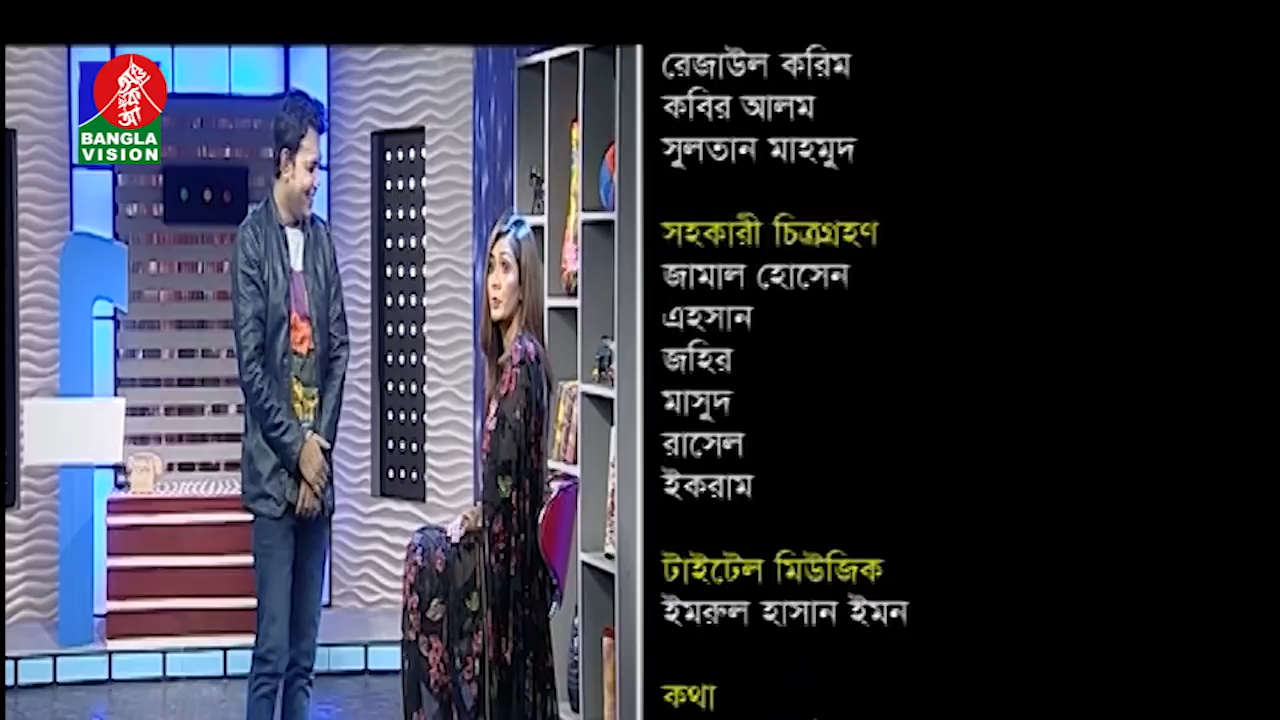 BANGLA
VISION
রেজাউল করিম
কবির আলম
সুলতান মাহমুদ
সহকারী চিত্রগ্রহণ
জামাল হোসেন
এহসান
জহির
মাসুদ
রাসেল
ইকরাম
টাইটেল মিউজিক
ইমরুল হাসান ইমন
কথা